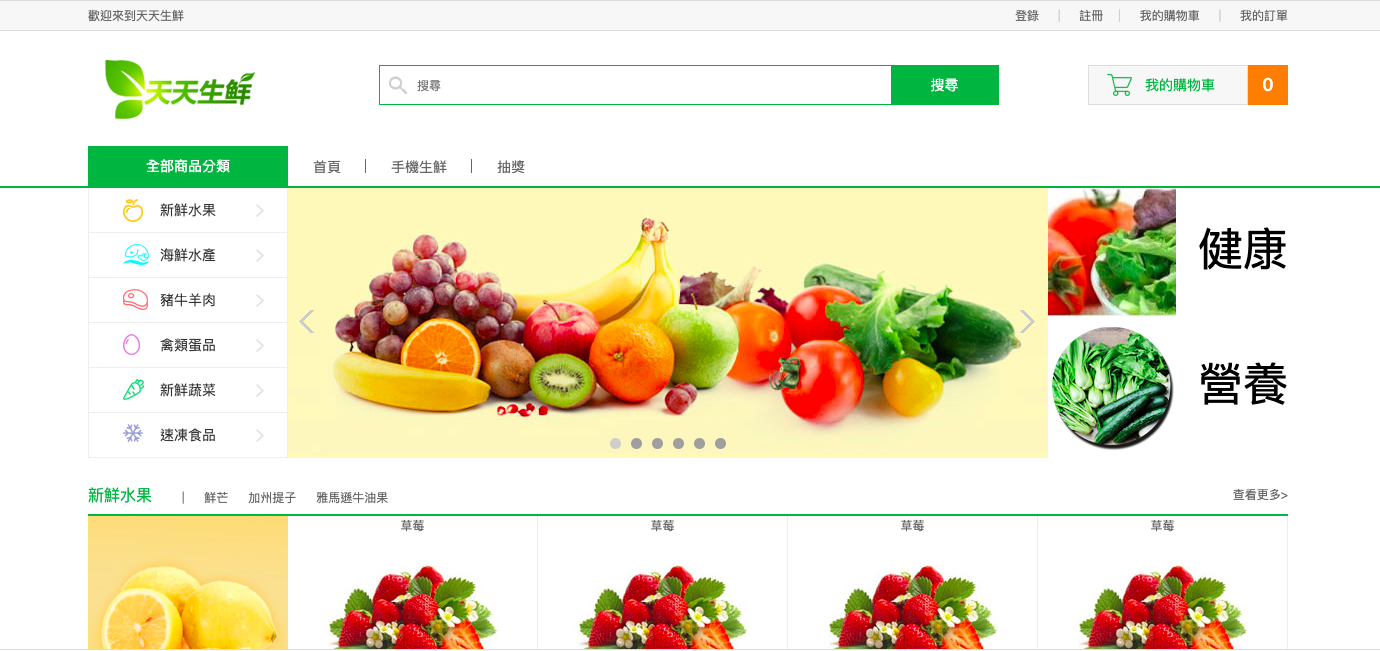 歡迎來到天天生鮮
登錄 | 註冊 | 我的購物車 | 我的訂單
天天生鮮
搜尋
搜尋
我的購物車 0
全部商品分類 首頁 | 手機生鮮 | 抽獎
新鮮水果
海鮮水產
豬牛羊肉
禽類蛋品
新鮮蔬菜
速凍食品
健康
營養
新鮮水果 | 鮮芒 加州提子 雅馬遜牛油果 查看更多>
草莓 草莓 草莓 草莓